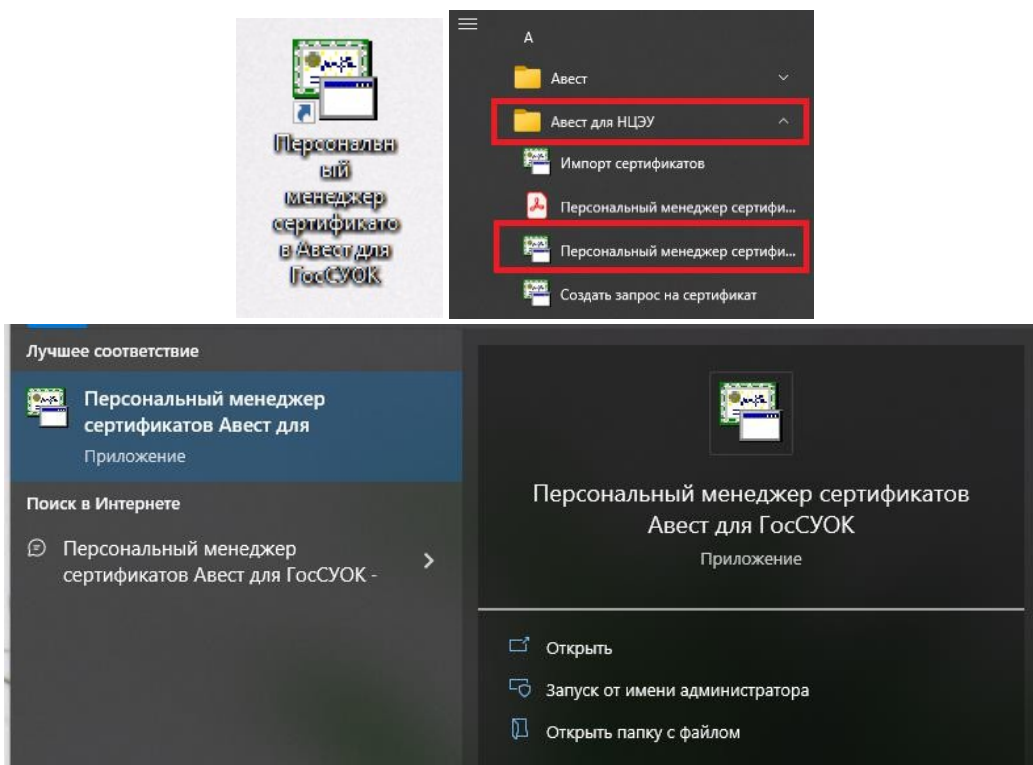 Персональн
ый
менеджер
сертификато
в Авест для
ГосСУОК
А
Авест
Авест для НЦЭУ
Импорт сертификатов
Персональный менеджер сертифи...
Персональный менеджер сертифи...
Создать запрос на сертификат
Лучшее соответствие
Персональный менеджер
сертификатов Авест для
Приложение
Поиск в Интернете
Персональный менеджер
сертификатов Авест для ГосСУОК -
Персональный менеджер сертификатов
Авест для ГосСУОК
Приложение
Открыть
Запуск от имени администратора
Открыть папку с файлом